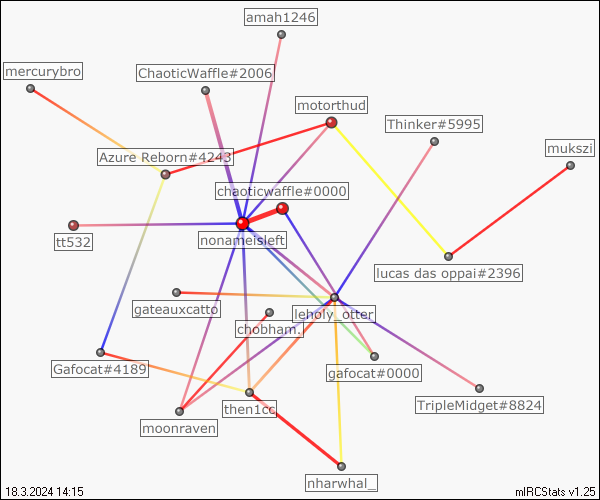 amah1246
mercurybro
ChaoticWaffle#2006
motorthud
Thinker#5995
mukszi
Azure Reborn#4243
chaoticwaffle#0000
tt532
nonameisleft
lucas das oppai#2396
gateauxcatto
leholy_otter
chobham.
Gafocat#4189
gafocat#0000
then1cc
TripleMidget#8824
moonraven
nharwhal_
18.3.2024 14:15
mIRCStats v1.25